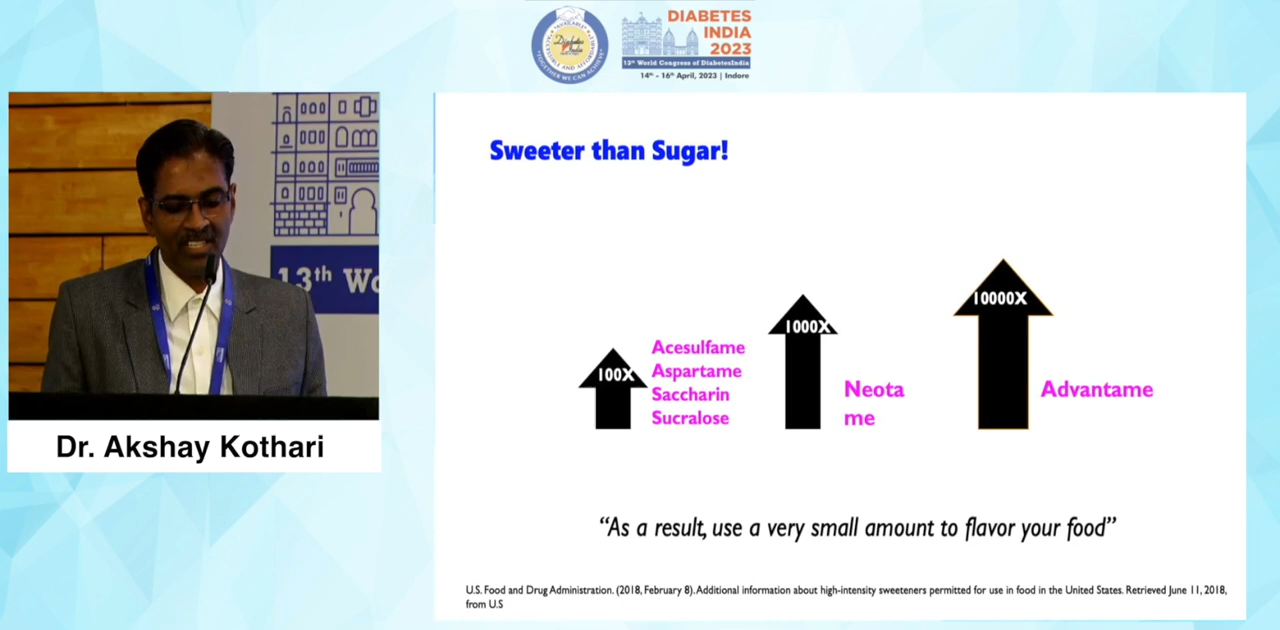 DIABETES
INDIA
2023
13th World Congress of DiabetesIndia
14th - 16th April, 2023 | Indore
Sweeter than Sugar!
13th Wo
100X
Acesulfame
Aspartame
Saccharin
Sucralose
1000X
Neota
me
10000X
Advantame
Dr. Akshay Kothari
“As a result, use a very small amount to flavor your food”
U.S. Food and Drug Administration. (2018, February 8). Additional information about high-intensity sweeteners permitted for use in food in the United States. Retrieved June 11, 2018,
from U.S